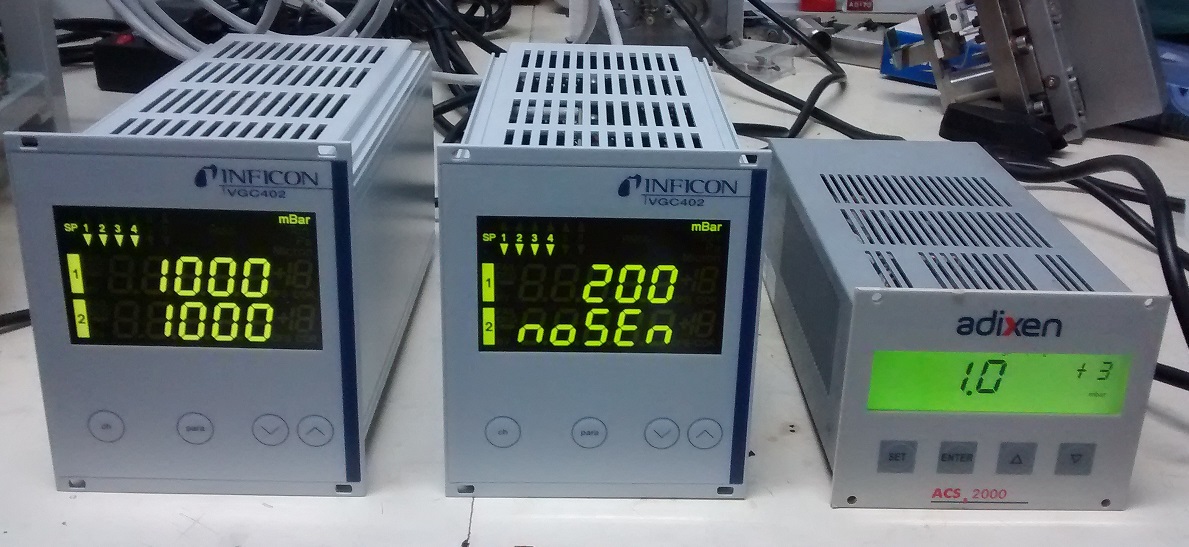 INFICON
VGC402
mBar
SP 1 2 3 4
1 1000
2 1000
ch para
INFICON
VGC402
mBar
SP 1 2 3 4
1 200
2 noSEn
ch para
adixen
1.0 +3
mbar
SET ENTER
ACS 2000